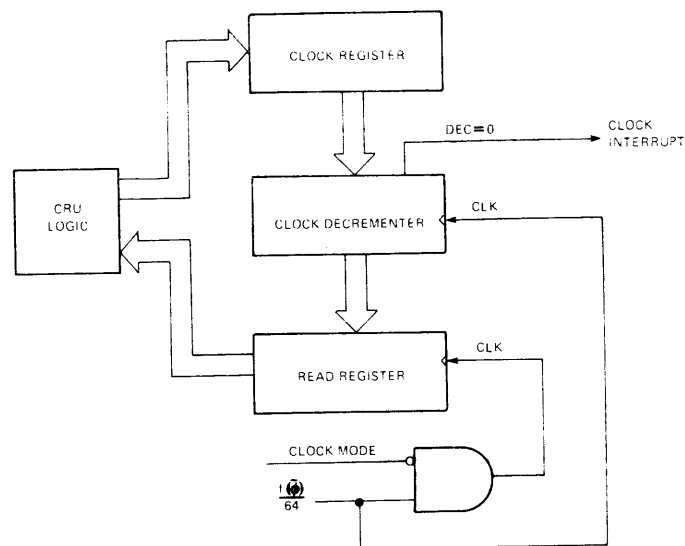 CLOCK REGISTER
DEC=0
CLOCK
INTERRUPT
CRU
LOGIC
CLOCK DECREMENTER
CLK
READ REGISTER
CLK
CLOCK MODE
64